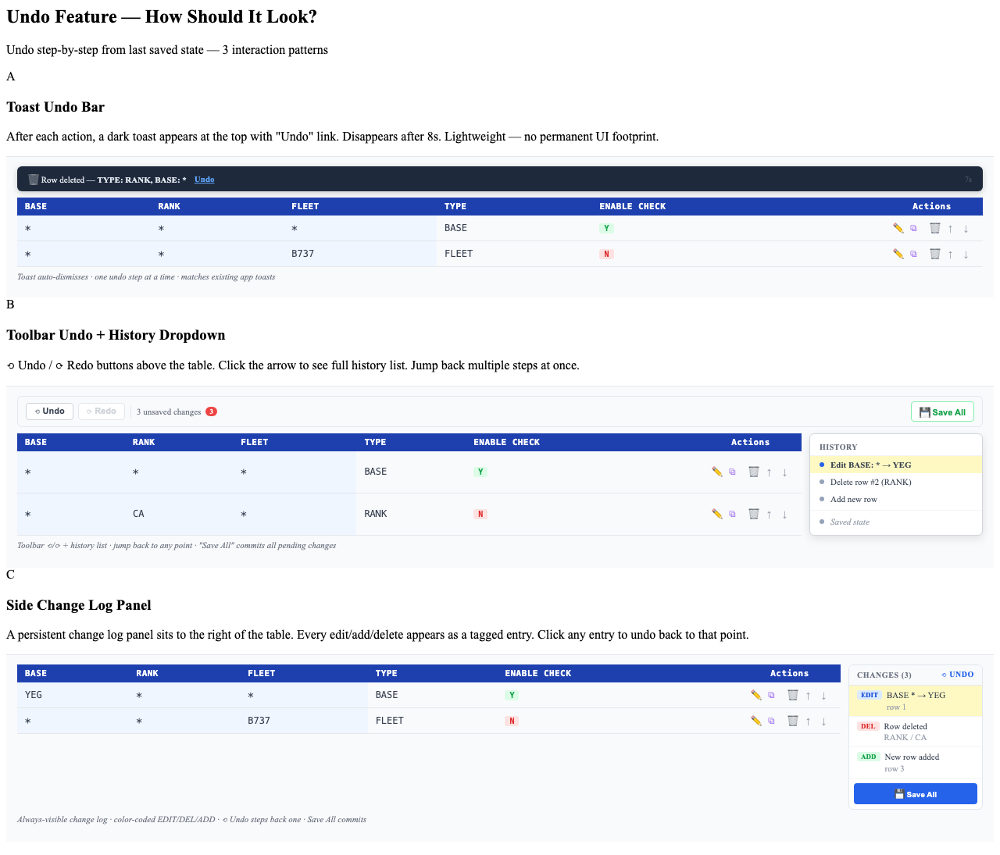 Undo Feature — How Should It Look?
Undo step-by-step from last saved state — 3 interaction patterns
A
Toast Undo Bar
After each action, a dark toast appears at the top with "Undo" link. Disappears after 8s. Lightweight — no permanent UI footprint.
🗑 Row deleted — TYPE: RANK, BASE: * Undo 7s
BASE RANK FLEET TYPE ENABLE CHECK Actions
* * * BASE Y ✏️ ⧉ 🗑 ↑ ↓
* * B737 FLEET N ✏️ ⧉ 🗑 ↑ ↓
Toast auto-dismisses · one undo step at a time · matches existing app toasts
B
Toolbar Undo + History Dropdown
⟲ Undo / ⟳ Redo buttons above the table. Click the arrow to see full history list. Jump back multiple steps at once.
⟲ Undo ⟳ Redo 3 unsaved changes 3 💾 Save All
BASE RANK FLEET TYPE ENABLE CHECK Actions
* * * BASE Y ✏️ ⧉ 🗑 ↑ ↓
* CA * RANK N ✏️ ⧉ 🗑 ↑ ↓
HISTORY
Edit BASE: * → YEG
Delete row #2 (RANK)
Add new row
Saved state
Toolbar ⟲/⟳ + history list · jump back to any point · "Save All" commits all pending changes
C
Side Change Log Panel
A persistent change log panel sits to the right of the table. Every edit/add/delete appears as a tagged entry. Click any entry to undo back to that point.
BASE RANK FLEET TYPE ENABLE CHECK Actions
YEG * * BASE Y ✏️ ⧉ 🗑 ↑ ↓
* * B737 FLEET N ✏️ ⧉ 🗑 ↑ ↓
CHANGES (3) ⟲ UNDO
EDIT BASE * → YEG
row 1
DEL Row deleted
RANK / CA
ADD New row added
row 3
💾 Save All
Always-visible change log · color-coded EDIT/DEL/ADD · ⟲ Undo steps back one · Save All commits